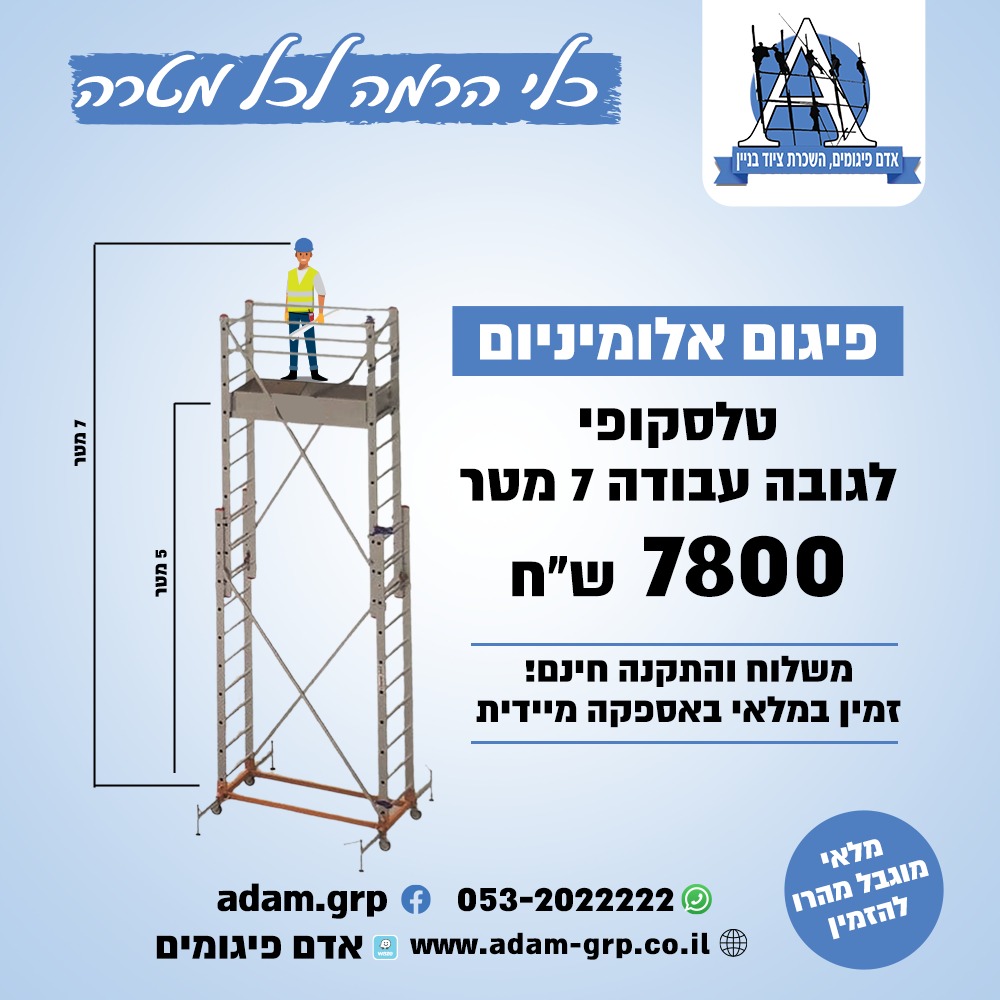 כלי הרמה לכל מטרה
A
אדם פיגומים, השכרת ציוד בניין
פיגום אלומיניום
טלסקופי
לגובה עבודה 7 מטר
7800 ש"ח
משלוח והתקנה חינם!
זמין במלאי באספקה מיידית
7 מטר
5 מטר
מלאי
מוגבל מהרו
להזמין
053-2022222
adam.grp
www.adam-grp.co.il
אדם פיגומים